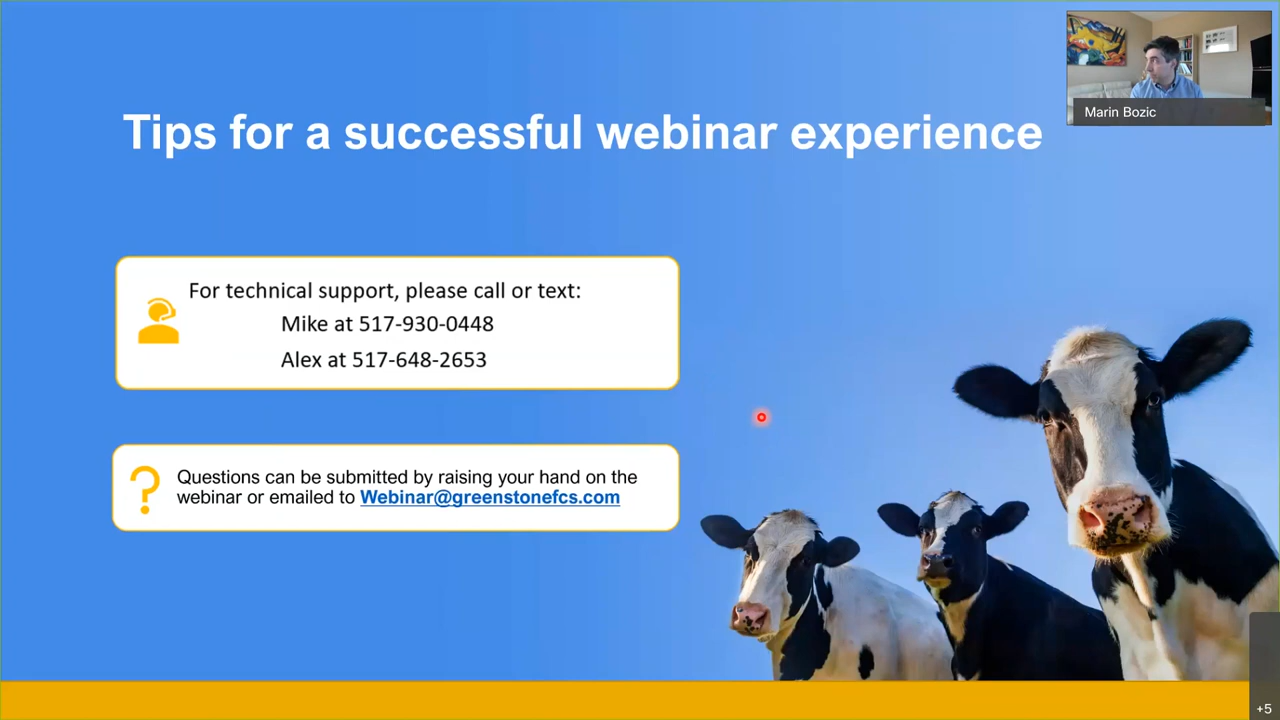 Tips for a successful webinar experience
Marin Bozic
For technical support, please call or text:
Mike at 517-930-0448
Alex at 517-648-2653
Questions can be submitted by raising your hand on the
webinar or emailed to Webinar@greenstonefcs.com
+5